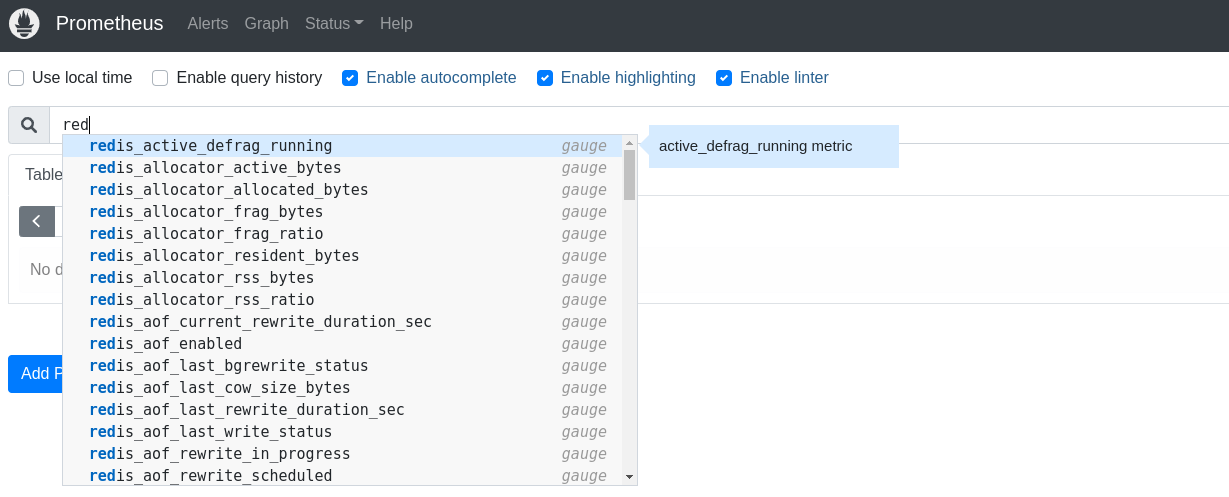 Prometheus Alerts Graph Status Help
Use local time Enable query history Enable autocomplete Enable highlighting Enable linter
red
redis_active_defrag_running gauge
active_defrag_running metric
redis_allocator_active_bytes gauge
Table
redis_allocator_allocated_bytes gauge
redis_allocator_frag_bytes gauge
redis_allocator_frag_ratio gauge
redis_allocator_resident_bytes gauge
No d
redis_allocator_rss_bytes gauge
redis_allocator_rss_ratio gauge
redis_aof_current_rewrite_duration_sec gauge
redis_aof_enabled gauge
redis_aof_last_bgrewrite_status gauge
Add P
redis_aof_last_cow_size_bytes gauge
redis_aof_last_rewrite_duration_sec gauge
redis_aof_last_write_status gauge
redis_aof_rewrite_in_progress gauge
redis_aof_rewrite_scheduled gauge